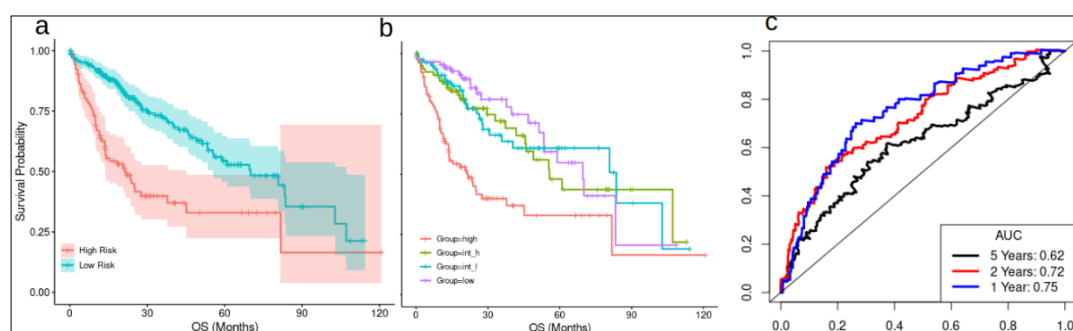 a
Survival Probability
1.00
0.75
0.50
0.25
0.00
High Risk
Low Risk
0 30 60 90 120
OS (Months)
b
Group=high
Group=int_h
Group=int_l
Group=low
0 30 60 90 120
OS (Months)
c
1.0
0.8
0.6
0.4
0.2
0.0
AUC
5 Years: 0.62
2 Years: 0.72
1 Year: 0.75
0.0 0.2 0.4 0.6 0.8 1.0